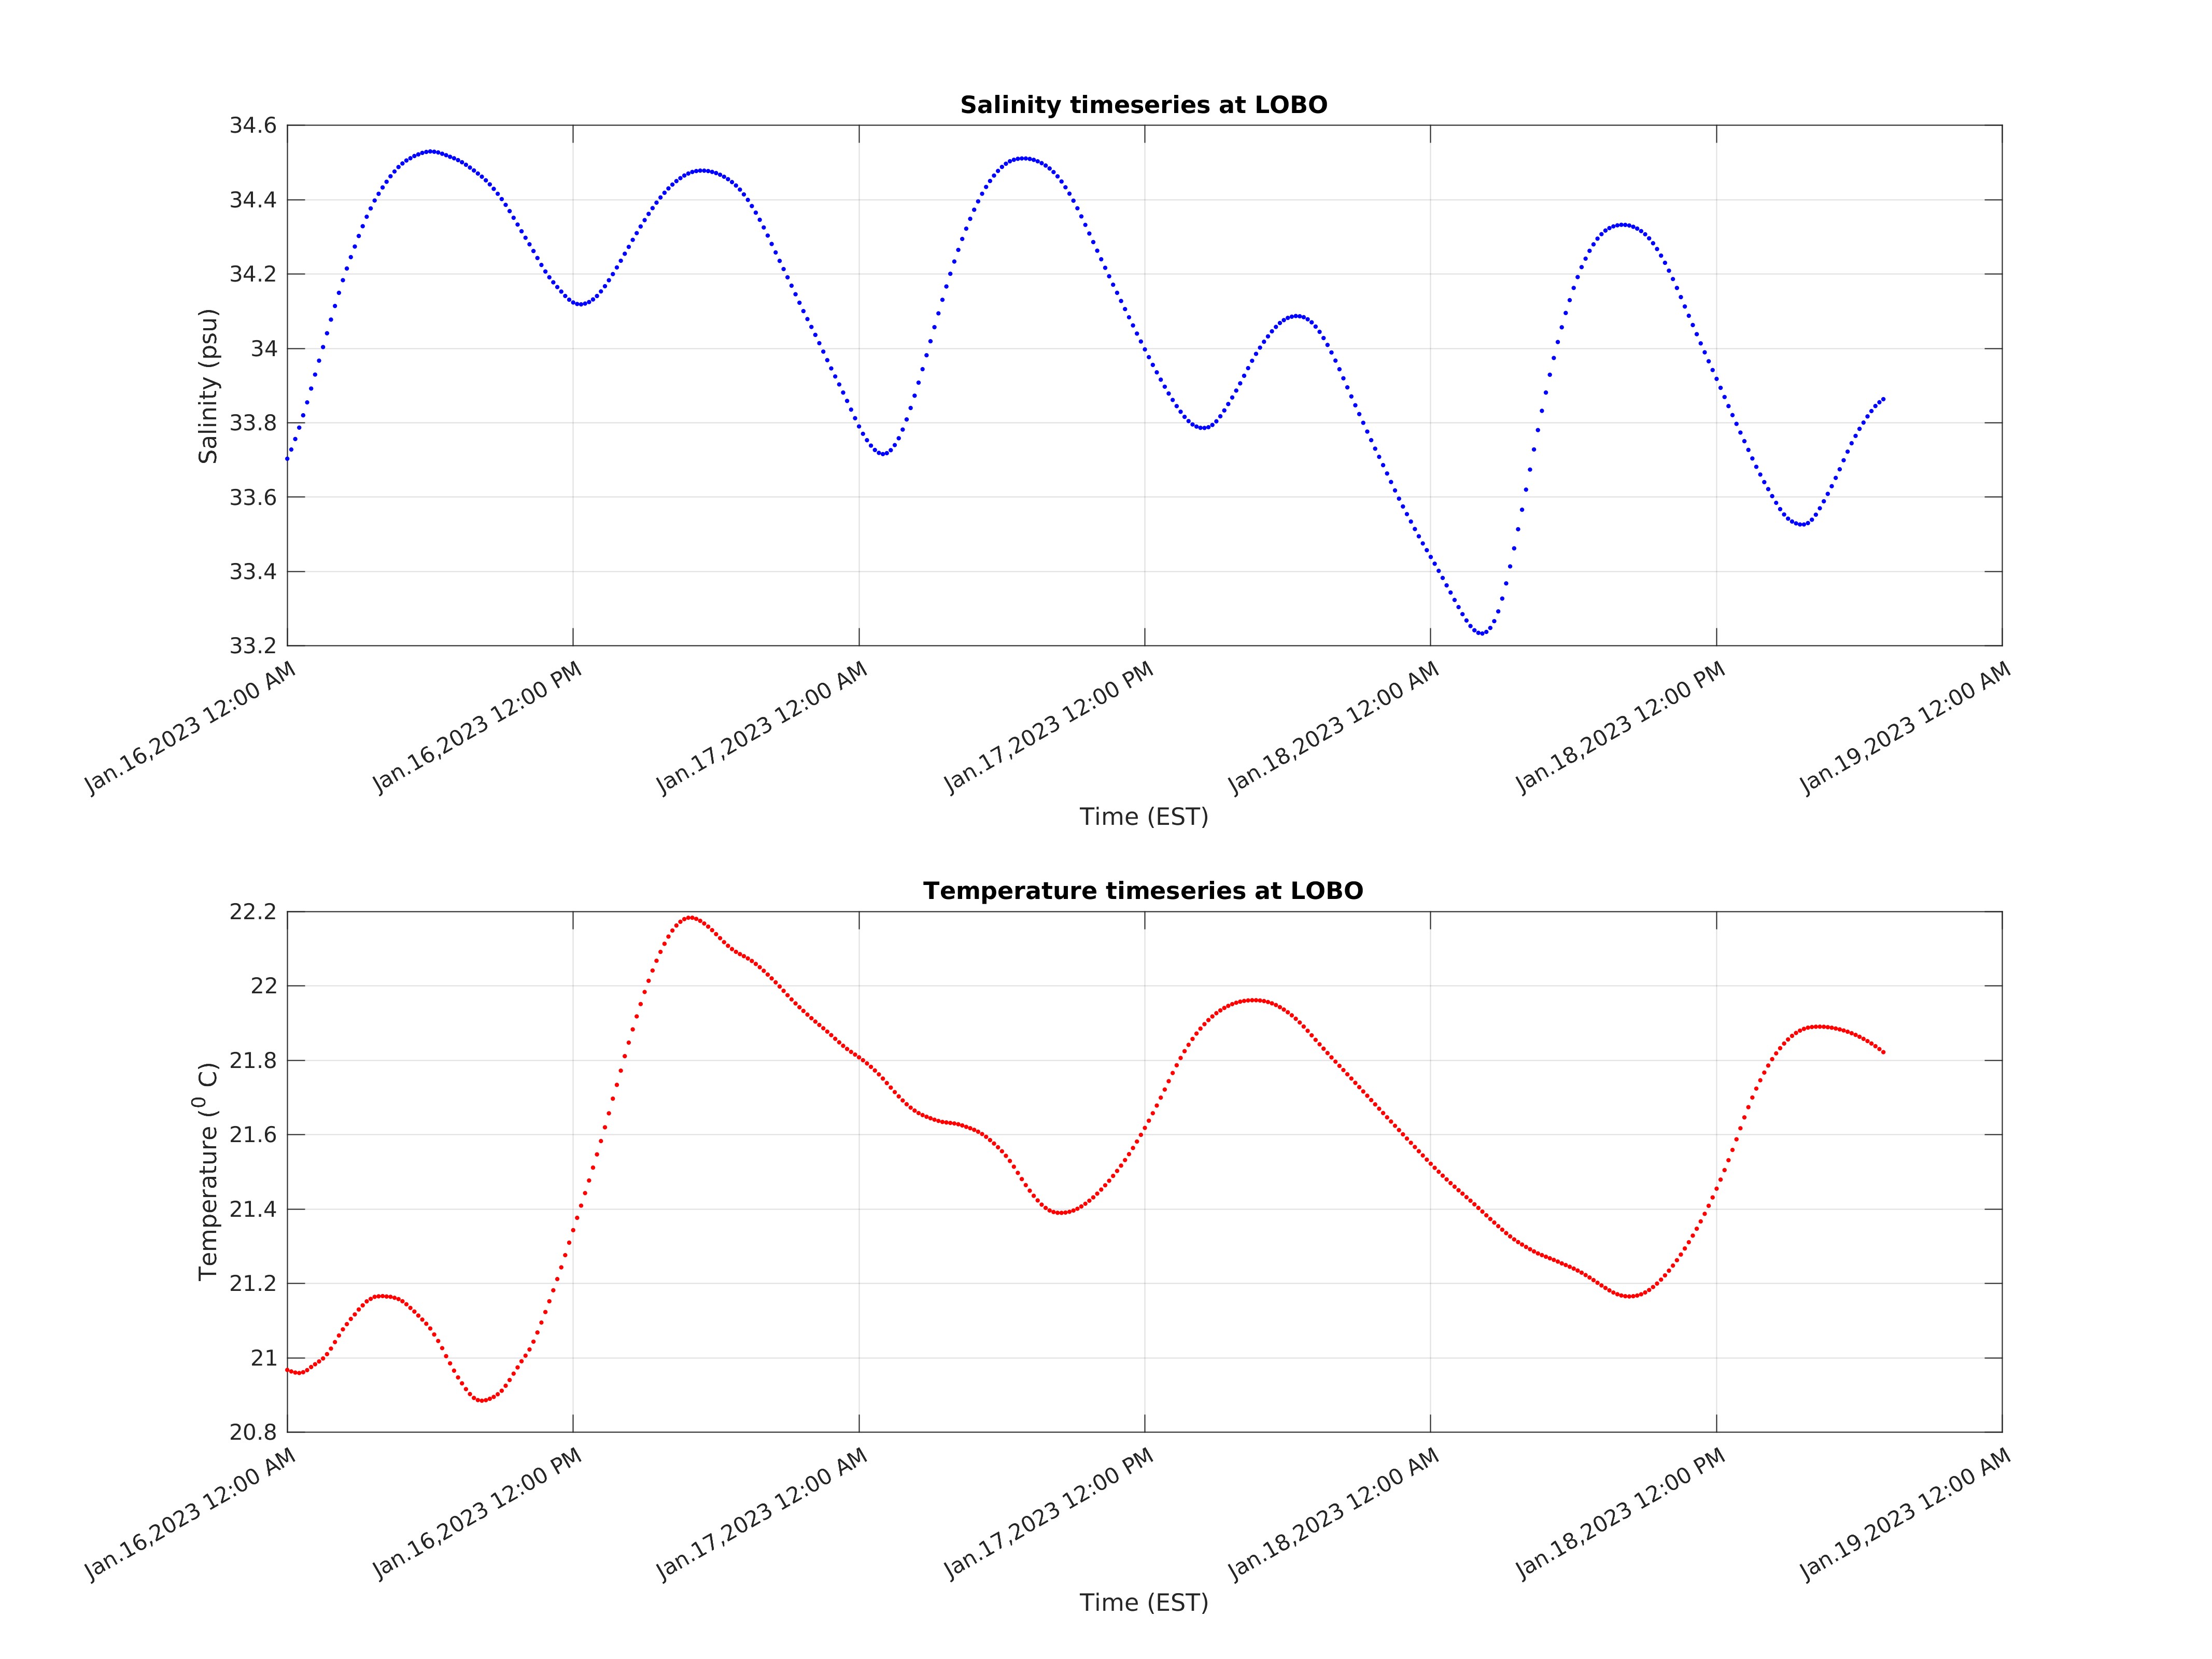 Salinity timeseries at LOBO
34.6
34.4
34.2
34
33.8
33.6
33.4
33.2
Salinity (psu)
Jan.16,2023 12:00 AM
Jan.16,2023 12:00 PM
Jan.17,2023 12:00 AM
Jan.17,2023 12:00 PM
Jan.18,2023 12:00 AM
Jan.18,2023 12:00 PM
Jan.19,2023 12:00 AM
Time (EST)
Temperature timeseries at LOBO
22.2
22
21.8
21.6
21.4
21.2
21
20.8
Temperature (⁰ C)
Jan.16,2023 12:00 AM
Jan.16,2023 12:00 PM
Jan.17,2023 12:00 AM
Jan.17,2023 12:00 PM
Jan.18,2023 12:00 AM
Jan.18,2023 12:00 PM
Jan.19,2023 12:00 AM
Time (EST)